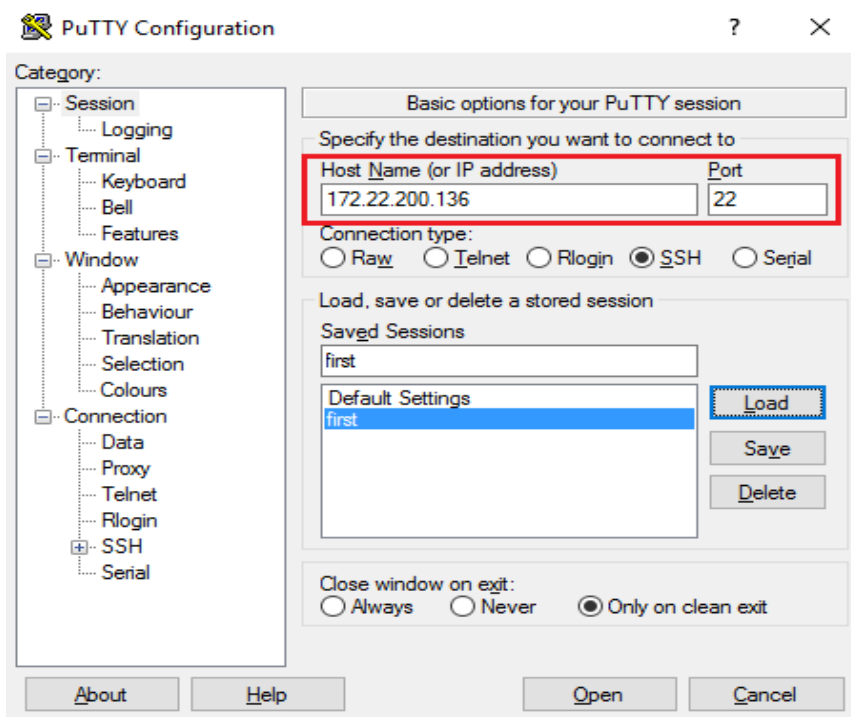 PuTTY Configuration
?
Category:
Session
Logging
Terminal
Keyboard
Bell
Features
Window
Appearance
Behaviour
Translation
Selection
Colours
Connection
Data
Proxy
Telnet
Rlogin
SSH
Serial
Basic options for your PuTTY session
Specify the destination you want to connect to
Host Name (or IP address) Port
172.22.200.136 22
Connection type:
Raw Telnet Rlogin SSH Serial
Load, save or delete a stored session
Saved Sessions
first
Default Settings
first
Load
Save
Delete
Close window on exit:
Always Never Only on clean exit
About Help Open Cancel